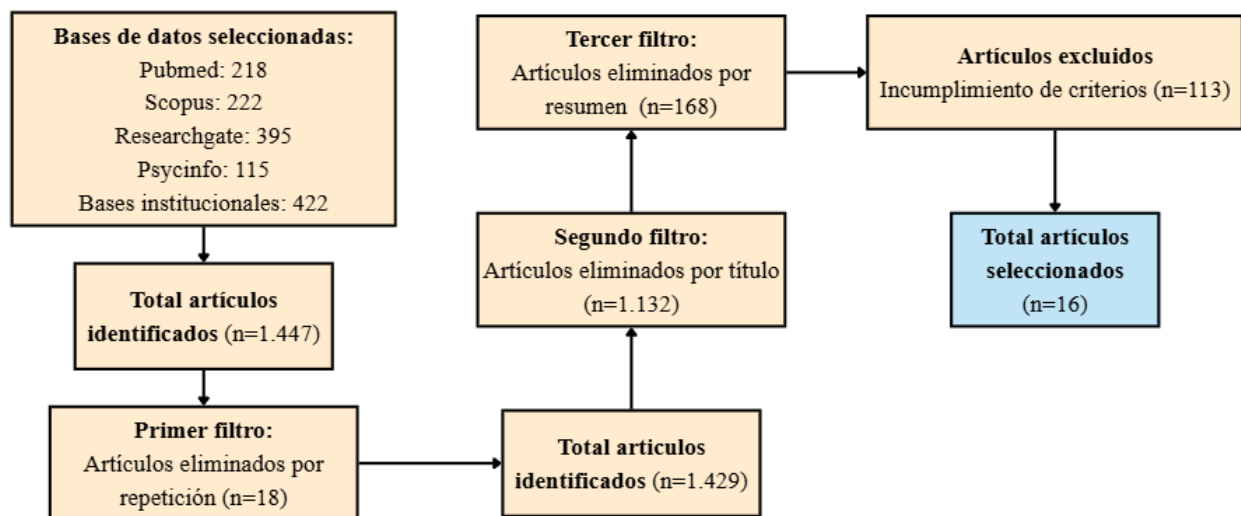 Bases de datos seleccionadas:
Pubmed: 218
Scopus: 222
Researchgate: 395
Psycinfo: 115
Bases institucionales: 422
Total artículos
identificados (n=1.447)
Primer filtro:
Artículos eliminados por
repetición (n=18)
Total articulos
identificados (n=1.429)
Segundo filtro:
Artículos eliminados por título
(n=1.132)
Tercer filtro:
Artículos eliminados por
resumen (n=168)
Artículos excluidos
Incumplimiento de criterios (n=113)
Total artículos
seleccionados
(n=16)